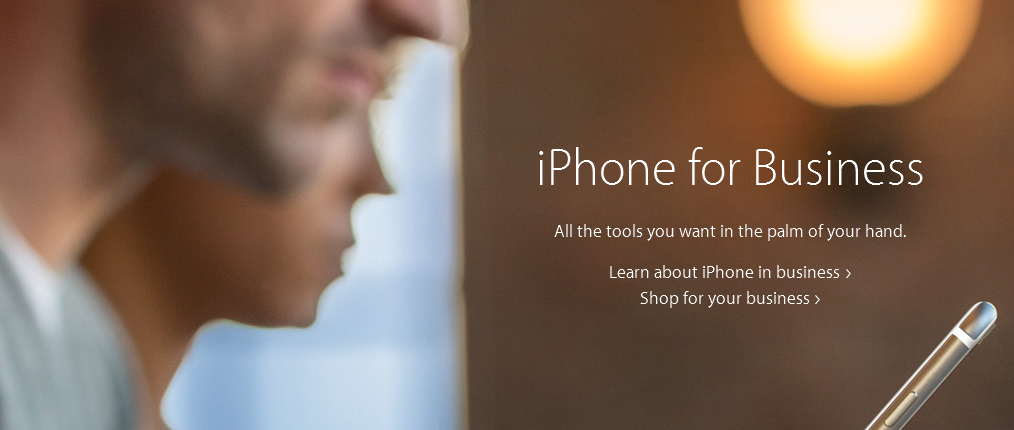 iPhone for Business
All the tools you want in the palm of your hand.
Learn about iPhone in business ›
Shop for your business ›